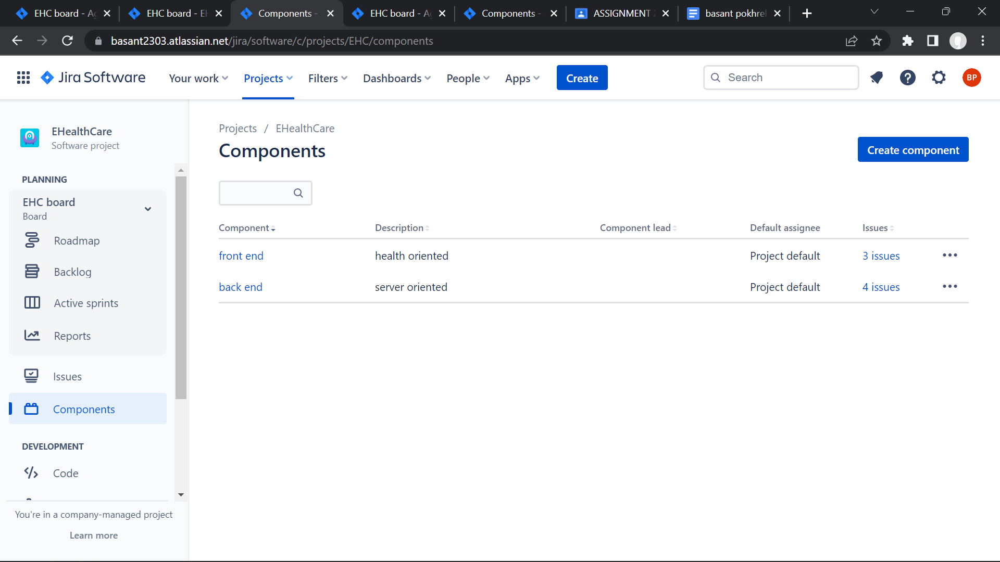 EHC board - Ag
EHC board - EH
Components -
EHC board - Ag
Components -
ASSIGNMENT 2
basant pokhrel
basant2303.atlassian.net/jira/software/c/projects/EHC/components
Jira Software
Your work
Projects
Filters
Dashboards
People
Apps
Create
Search
BP
EHealthCare
Software project
PLANNING
EHC board
Board
Roadmap
Backlog
Active sprints
Reports
Issues
Components
DEVELOPMENT
Code
You're in a company-managed project
Learn more
Projects / EHealthCare
Components
Create component
Component Description Component lead Default assignee Issues
front end health oriented Project default 3 issues
back end server oriented Project default 4 issues